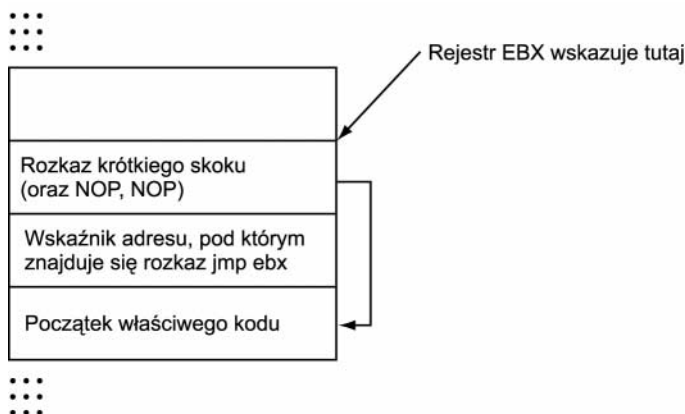 Rejestr EBX wskazuje tutaj
Rozkaz krótkiego skoku
(oraz NOP, NOP)
Wskaźnik adresu, pod którym
znajduje się rozkaz jmp ebx
Początek właściwego kodu